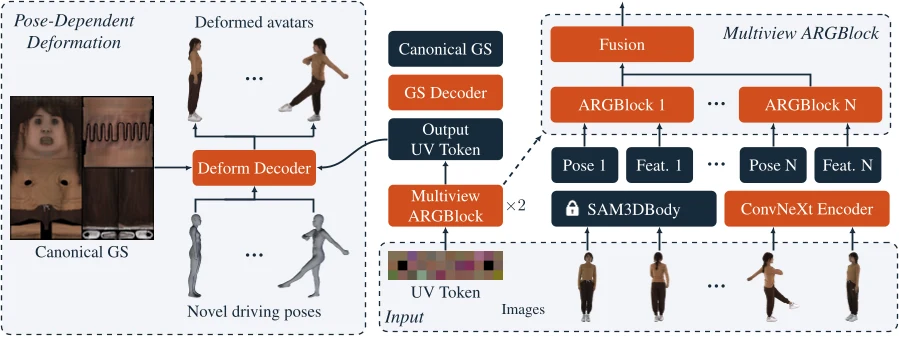 Pose-Dependent
Deformation
Deformed avatars
...
Deform Decoder
Canonical GS
...
Novel driving poses
Canonical GS
GS Decoder
Output
UV Token
Multiview
ARGBlock
×2
UV Token
Input
Images
...
Multiview ARGBlock
Fusion
ARGBlock 1
...
ARGBlock N
Pose 1
Feat. 1
...
Pose N
Feat. N
SAM3DBody
ConvNeXt Encoder